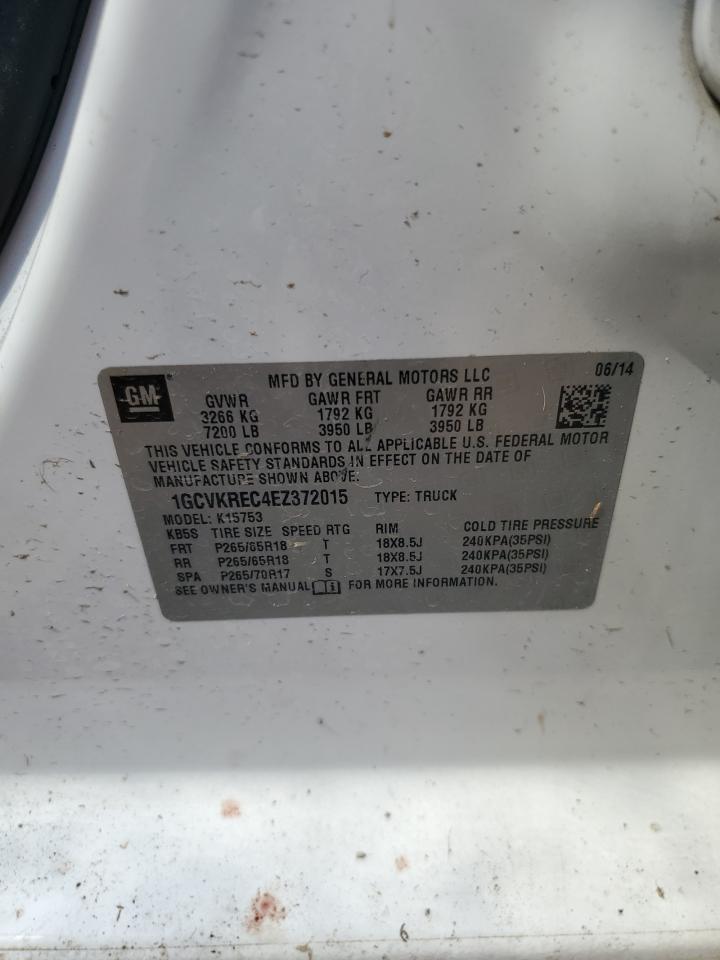 GM
MFD BY GENERAL MOTORS LLC 06/14
GVWR GAWR FRT GAWR RR
3266 KG 1792 KG 1792 KG
7200 LB 3950 LB 3950 LB
THIS VEHICLE CONFORMS TO ALL APPLICABLE U.S. FEDERAL MOTOR
VEHICLE SAFETY STANDARDS IN EFFECT ON THE DATE OF
MANUFACTURE SHOWN ABOVE:
1GCVKREC4EZ372015 TYPE: TRUCK
MODEL: K15753
KB5S TIRE SIZE SPEED RTG RIM COLD TIRE PRESSURE
FRT P265/65R18 T 18X8.5J 240KPA(35PSI)
RR P265/65R18 T 18X8.5J 240KPA(35PSI)
SPA P265/70R17 S 17X7.5J 240KPA(35PSI)
SEE OWNER'S MANUAL FOR MORE INFORMATION.